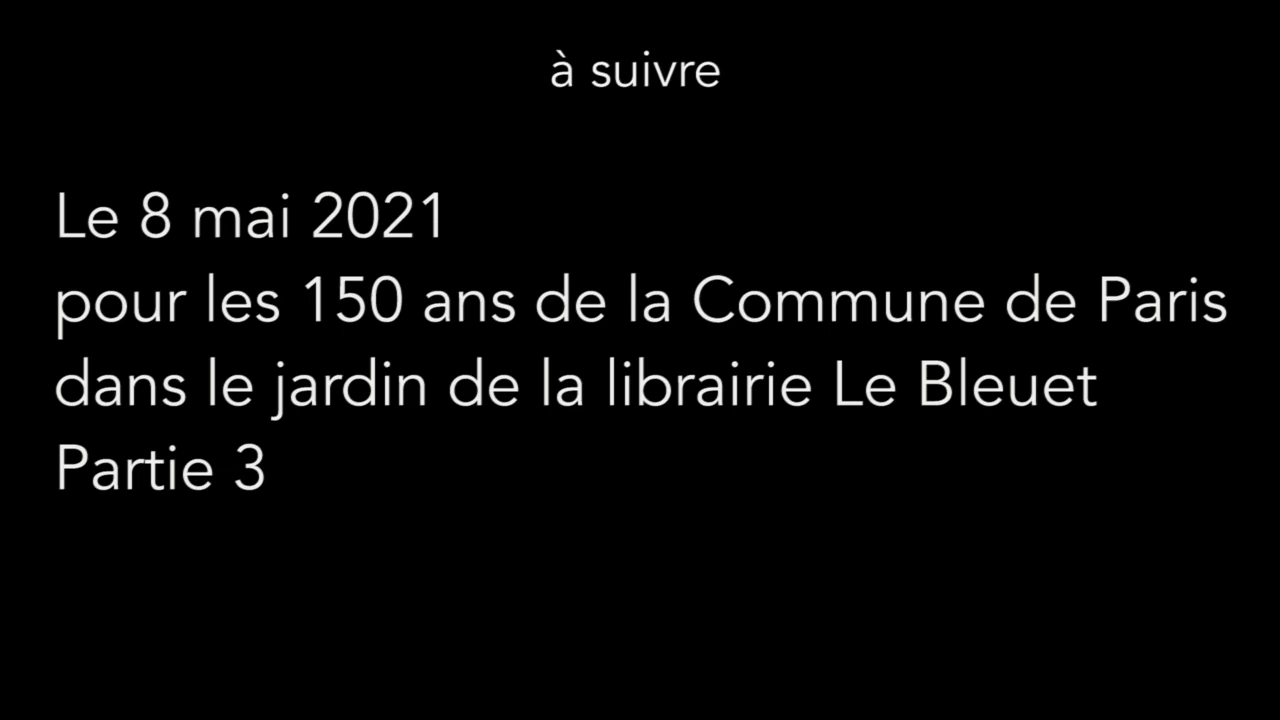 à suivre
Le 8 mai 2021
pour les 150 ans de la Commune de Paris
dans le jardin de la librairie Le Bleuet
Partie 3